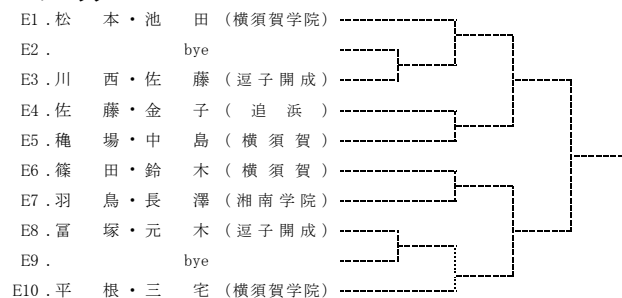 E1．松　本・池　田（横須賀学院）
E2．　bye
E3．川　西・佐　藤（逗子開成）
E4．佐　藤・金　子（ 追　浜 ）
E5．穐　場・中　島（ 横 須 賀 ）
E6．篠　田・鈴　木（ 横 須 賀 ）
E7．羽　鳥・長　澤（湘南学院）
E8．冨　塚・元　木（逗子開成）
E9．　bye
E10．平　根・三　宅（横須賀学院）